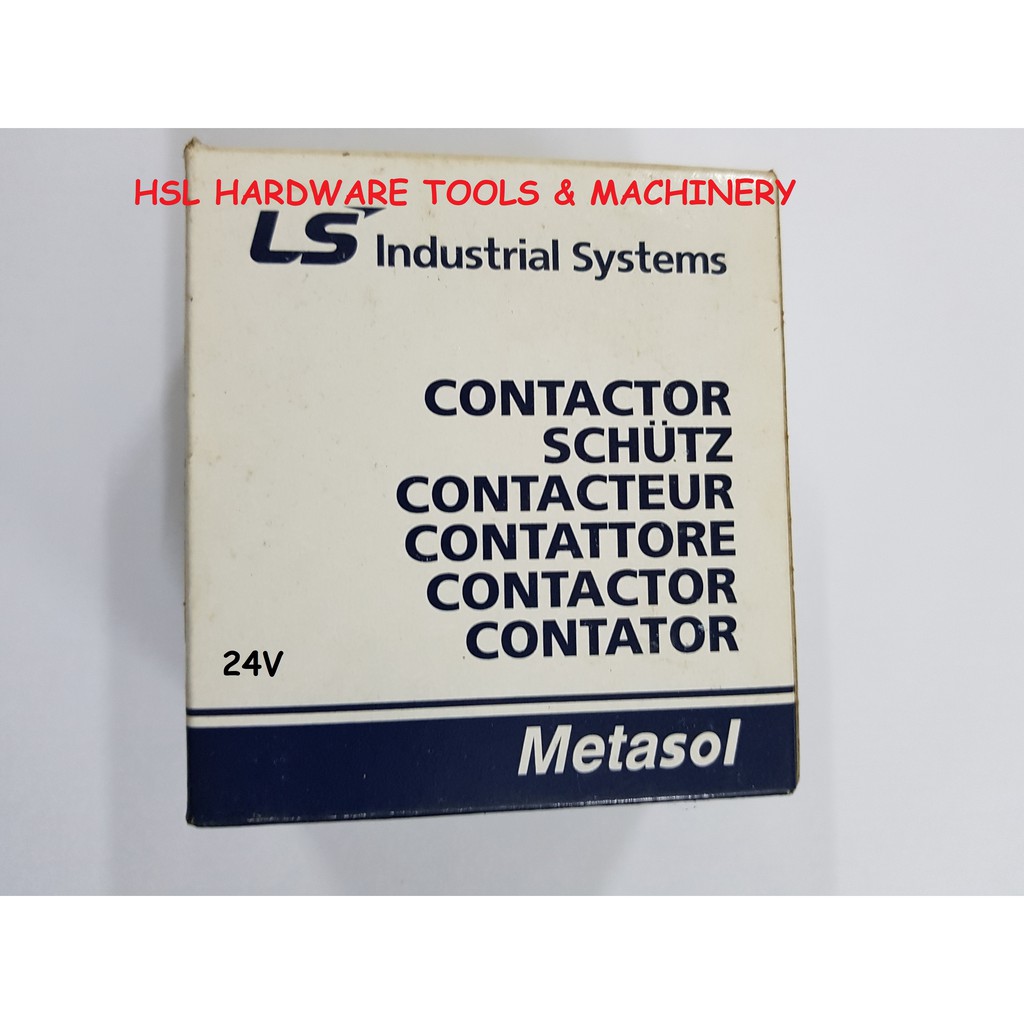 HSL HARDWARE TOOLS & MACHINERY
LS Industrial Systems
CONTACTOR
SCHÜTZ
CONTACTEUR
CONTATTORE
CONTACTOR
CONTATOR
24V
Metasol